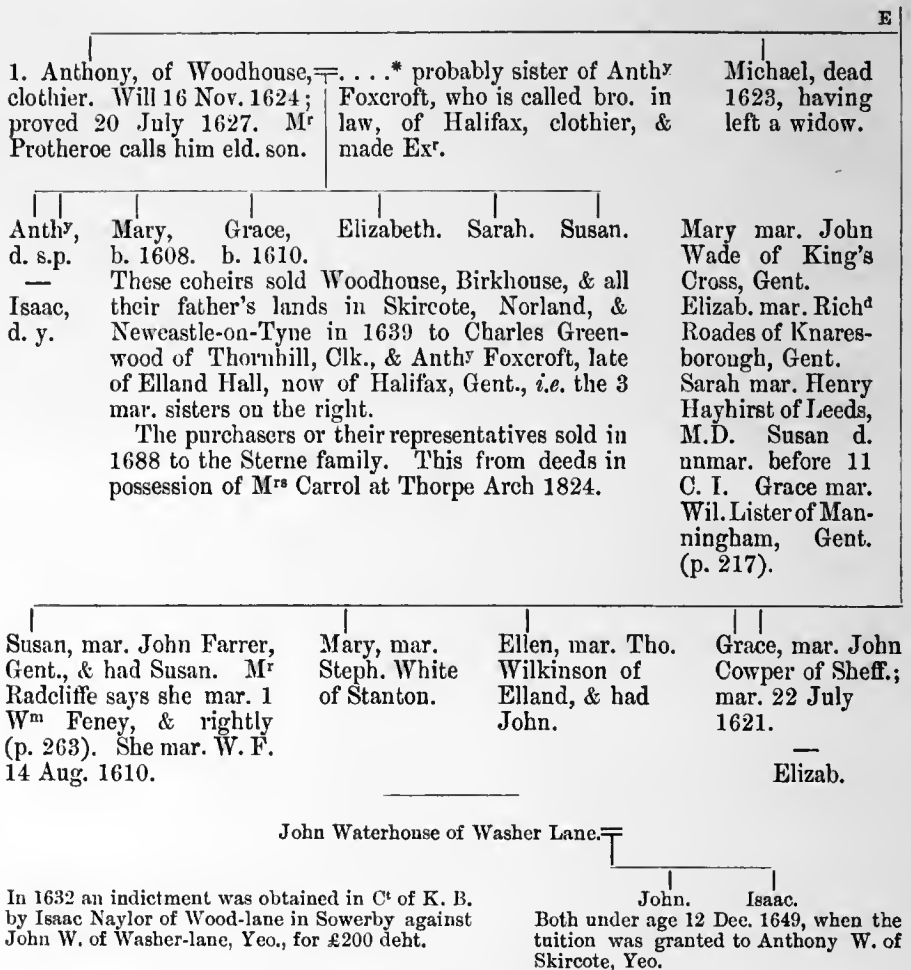 E
1. Anthony, of Woodhouse,
clothier. Will 16 Nov. 1624;
proved 20 July 1627. Mr
Protheroe calls him eld. son.
. . . .* probably sister of Anthy
Foxcroft, who is called bro. in
law, of Halifax, clothier, &
made Exr.
Michael, dead
1623, having
left a widow.
Anthy,
d. s.p.
—
Isaac,
d. y.
Mary, Grace, Elizabeth. Sarah. Susan.
b. 1608. b. 1610.
These coheirs sold Woodhouse, Birkhouse, & all
their father's lands in Skircote, Norland, &
Newcastle-on-Tyne in 1639 to Charles Green-
wood of Thornhill, Clk., & Anthy Foxcroft, late
of Elland Hall, now of Halifax, Gent., i.e. the 3
mar. sisters on the right.
The purchasers or their representatives sold in
1688 to the Sterne family. This from deeds in
possession of Mrs Carrol at Thorpe Arch 1824.
Mary mar. John
Wade of King's
Cross, Gent.
Elizab. mar. Richd
Roades of Knares-
borough, Gent.
Sarah mar. Henry
Hayhirst of Leeds,
M.D. Susan d.
unmar. before 11
C. I. Grace mar.
Wil. Lister of Man-
ningham, Gent.
(p. 217).
Susan, mar. John Farrer,
Gent., & had Susan. Mr
Radcliffe says she mar. 1
Wm Feney, & rightly
(p. 263). She mar. W. F.
14 Aug. 1610.
Mary, mar.
Steph. White
of Stanton.
Ellen, mar. Tho.
Wilkinson of
Elland, & had
John.
Grace, mar. John
Cowper of Sheff.;
mar. 22 July
1621.
—
Elizab.
John Waterhouse of Washer Lane.
In 1632 an indictment was obtained in Ct of K. B.
by Isaac Naylor of Wood-lane in Sowerby against
John W. of Washer-lane, Yeo., for £200 debt.
John. Isaac.
Both under age 12 Dec. 1649, when the
tuition was granted to Anthony W. of
Skircote, Yeo.